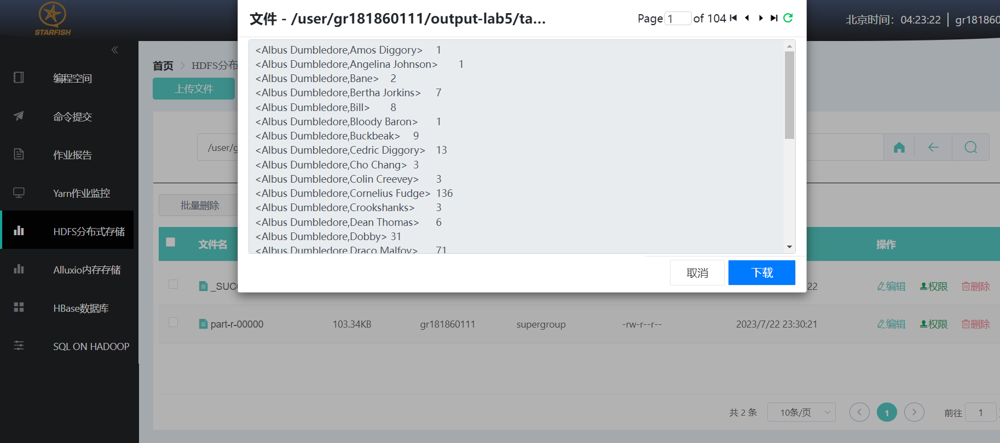 STARFISH
文件 - /user/gr181860111/output-lab5/ta...
Page 1 of 104
北京时间：04:23:22 | gr181860
编程空间
命令提交
作业报告
Yarn作业监控
HDFS分布式存储
Alluxio内存存储
HBase数据库
SQL ON HADOOP
首页 > HDFS分布
上传文件
/user/g
批量删除
<Albus Dumbledore,Amos Diggory> 1
<Albus Dumbledore,Angelina Johnson> 1
<Albus Dumbledore,Bane> 2
<Albus Dumbledore,Bertha Jorkins> 7
<Albus Dumbledore,Bill> 8
<Albus Dumbledore,Bloody Baron> 1
<Albus Dumbledore,Buckbeak> 9
<Albus Dumbledore,Cedric Diggory> 13
<Albus Dumbledore,Cho Chang> 3
<Albus Dumbledore,Colin Creevey> 3
<Albus Dumbledore,Cornelius Fudge> 136
<Albus Dumbledore,Crookshanks> 3
<Albus Dumbledore,Dean Thomas> 6
<Albus Dumbledore,Dobby> 31
<Albus Dumbledore,Draco Malfoy> 71
取消 下载
文件名 操作
_SUC 22 编辑 权限 删除
part-r-00000 103.34KB gr181860111 supergroup -rw-r--r-- 2023/7/22 23:30:21 编辑 权限 删除
共 2 条 10条/页 1 前往 1